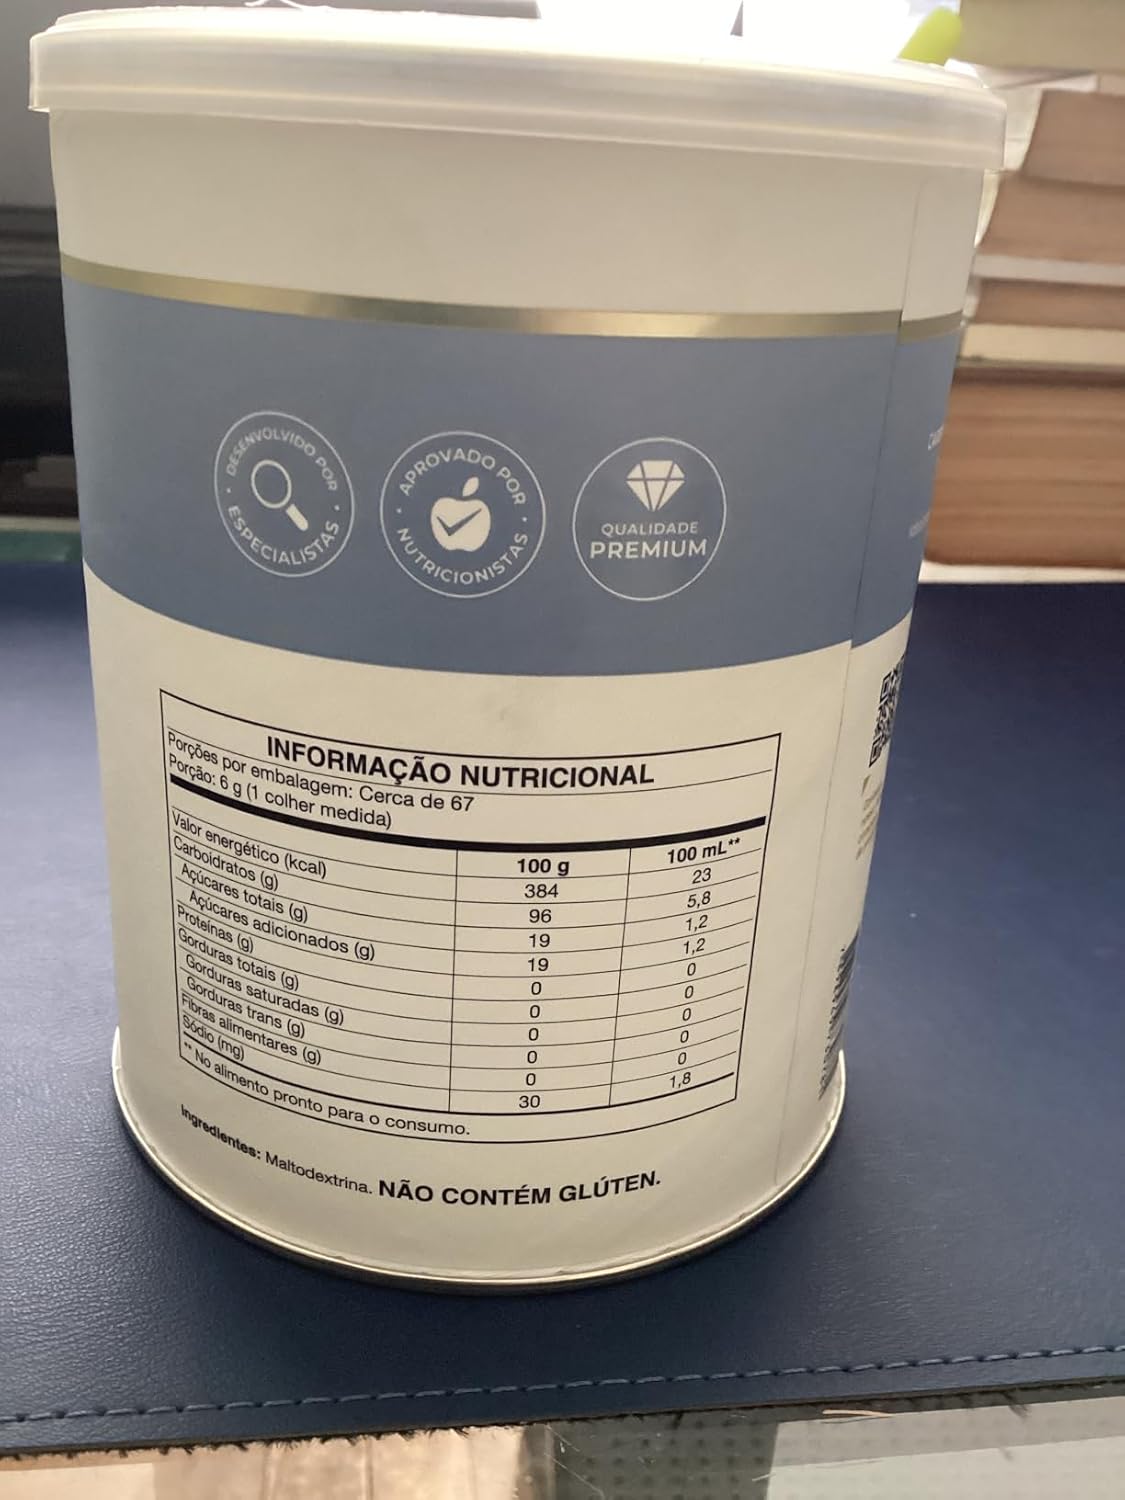 DESENVOLVIDO POR
ESPECIALISTAS
APROVADO POR
NUTRICIONISTAS
QUALIDADE
PREMIUM
INFORMAÇÃO NUTRICIONAL
Porções por embalagem: Cerca de 67
Porção: 6 g (1 colher medida)
100 g 100 mL**
Valor energético (kcal) 384 23
Carboidratos (g) 96 5,8
Açúcares totais (g) 19 1,2
Açúcares adicionados (g) 19 1,2
Proteínas (g) 0 0
Gorduras totais (g) 0 0
Gorduras saturadas (g) 0 0
Gorduras trans (g) 0 0
Fibras alimentares (g) 0 0
Sódio (mg) 30 1,8
** No alimento pronto para o consumo.
Ingredientes: Maltodextrina. NÃO CONTÉM GLÚTEN.